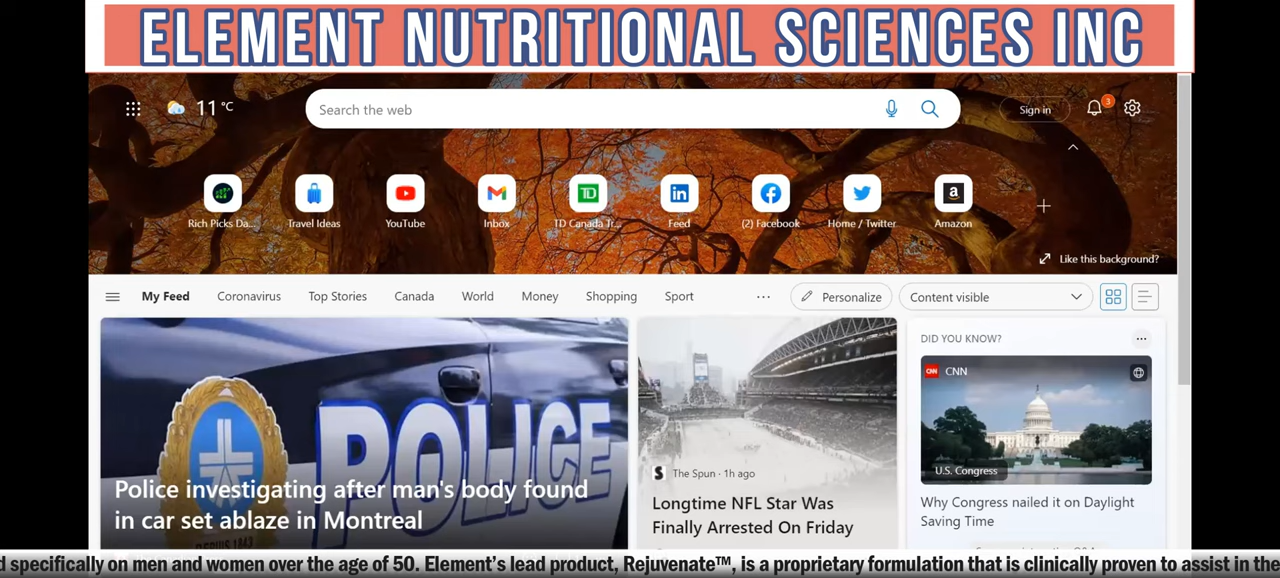 ELEMENT NUTRITIONAL SCIENCES INC
11 °C
Search the web
Sign in
3
Rich Picks Da...
Travel Ideas
YouTube
Inbox
TD Canada Tr...
Feed
(2) Facebook
Home / Twitter
Amazon
Like this background?
My Feed
Coronavirus
Top Stories
Canada
World
Money
Shopping
Sport
Personalize
Content visible
POLICE
DEPUIS 1843
Police investigating after man's body found
in car set ablaze in Montreal
The Spun · 1h ago
Longtime NFL Star Was
Finally Arrested On Friday
DID YOU KNOW?
CNN
U.S. Congress
Why Congress nailed it on Daylight
Saving Time
d specifically on men and women over the age of 50. Element's lead product, Rejuvenate™, is a proprietary formulation that is clinically proven to assist in the